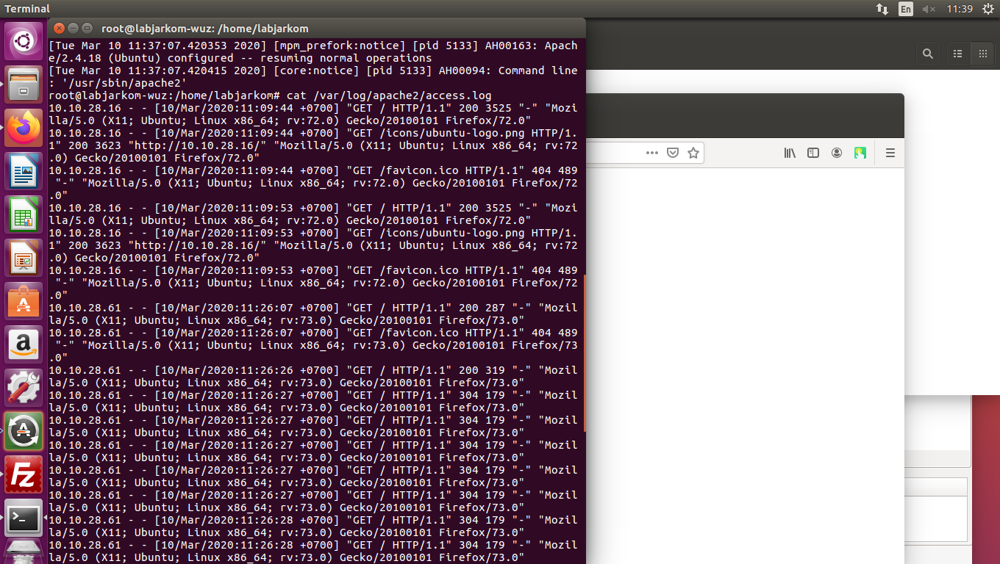 Terminal
En
11:39
root@labjarkom-wuz: /home/labjarkom
[Tue Mar 10 11:37:07.420353 2020] [mpm_prefork:notice] [pid 5133] AH00163: Apach
e/2.4.18 (Ubuntu) configured -- resuming normal operations
[Tue Mar 10 11:37:07.420415 2020] [core:notice] [pid 5133] AH00094: Command line
: '/usr/sbin/apache2'
root@labjarkom-wuz:/home/labjarkom# cat /var/log/apache2/access.log
10.10.28.16 - - [10/Mar/2020:11:09:44 +0700] "GET / HTTP/1.1" 200 3525 "-" "Mozi
lla/5.0 (X11; Ubuntu; Linux x86_64; rv:72.0) Gecko/20100101 Firefox/72.0"
10.10.28.16 - - [10/Mar/2020:11:09:44 +0700] "GET /icons/ubuntu-logo.png HTTP/1.
1" 200 3623 "http://10.10.28.16/" "Mozilla/5.0 (X11; Ubuntu; Linux x86_64; rv:72
.0) Gecko/20100101 Firefox/72.0"
10.10.28.16 - - [10/Mar/2020:11:09:44 +0700] "GET /favicon.ico HTTP/1.1" 404 489
 "-" "Mozilla/5.0 (X11; Ubuntu; Linux x86_64; rv:72.0) Gecko/20100101 Firefox/72
.0"
10.10.28.16 - - [10/Mar/2020:11:09:53 +0700] "GET / HTTP/1.1" 200 3525 "-" "Mozi
lla/5.0 (X11; Ubuntu; Linux x86_64; rv:72.0) Gecko/20100101 Firefox/72.0"
10.10.28.16 - - [10/Mar/2020:11:09:53 +0700] "GET /icons/ubuntu-logo.png HTTP/1.
1" 200 3623 "http://10.10.28.16/" "Mozilla/5.0 (X11; Ubuntu; Linux x86_64; rv:72
.0) Gecko/20100101 Firefox/72.0"
10.10.28.16 - - [10/Mar/2020:11:09:53 +0700] "GET /favicon.ico HTTP/1.1" 404 489
 "-" "Mozilla/5.0 (X11; Ubuntu; Linux x86_64; rv:72.0) Gecko/20100101 Firefox/72
.0"
10.10.28.61 - - [10/Mar/2020:11:26:07 +0700] "GET / HTTP/1.1" 200 287 "-" "Mozil
la/5.0 (X11; Ubuntu; Linux x86_64; rv:73.0) Gecko/20100101 Firefox/73.0"
10.10.28.61 - - [10/Mar/2020:11:26:07 +0700] "GET /favicon.ico HTTP/1.1" 404 489
 "-" "Mozilla/5.0 (X11; Ubuntu; Linux x86_64; rv:73.0) Gecko/20100101 Firefox/73
.0"
10.10.28.61 - - [10/Mar/2020:11:26:26 +0700] "GET / HTTP/1.1" 200 319 "-" "Mozil
la/5.0 (X11; Ubuntu; Linux x86_64; rv:73.0) Gecko/20100101 Firefox/73.0"
10.10.28.61 - - [10/Mar/2020:11:26:27 +0700] "GET / HTTP/1.1" 304 179 "-" "Mozil
la/5.0 (X11; Ubuntu; Linux x86_64; rv:73.0) Gecko/20100101 Firefox/73.0"
10.10.28.61 - - [10/Mar/2020:11:26:27 +0700] "GET / HTTP/1.1" 304 179 "-" "Mozil
la/5.0 (X11; Ubuntu; Linux x86_64; rv:73.0) Gecko/20100101 Firefox/73.0"
10.10.28.61 - - [10/Mar/2020:11:26:27 +0700] "GET / HTTP/1.1" 304 179 "-" "Mozil
la/5.0 (X11; Ubuntu; Linux x86_64; rv:73.0) Gecko/20100101 Firefox/73.0"
10.10.28.61 - - [10/Mar/2020:11:26:27 +0700] "GET / HTTP/1.1" 304 179 "-" "Mozil
la/5.0 (X11; Ubuntu; Linux x86_64; rv:73.0) Gecko/20100101 Firefox/73.0"
10.10.28.61 - - [10/Mar/2020:11:26:27 +0700] "GET / HTTP/1.1" 304 179 "-" "Mozil
la/5.0 (X11; Ubuntu; Linux x86_64; rv:73.0) Gecko/20100101 Firefox/73.0"
10.10.28.61 - - [10/Mar/2020:11:26:28 +0700] "GET / HTTP/1.1" 304 179 "-" "Mozil
la/5.0 (X11; Ubuntu; Linux x86_64; rv:73.0) Gecko/20100101 Firefox/73.0"
10.10.28.61 - - [10/Mar/2020:11:26:28 +0700] "GET / HTTP/1.1" 304 179 "-" "Mozil
la/5.0 (X11; Ubuntu; Linux x86_64; rv:73.0) Gecko/20100101 Firefox/73.0"